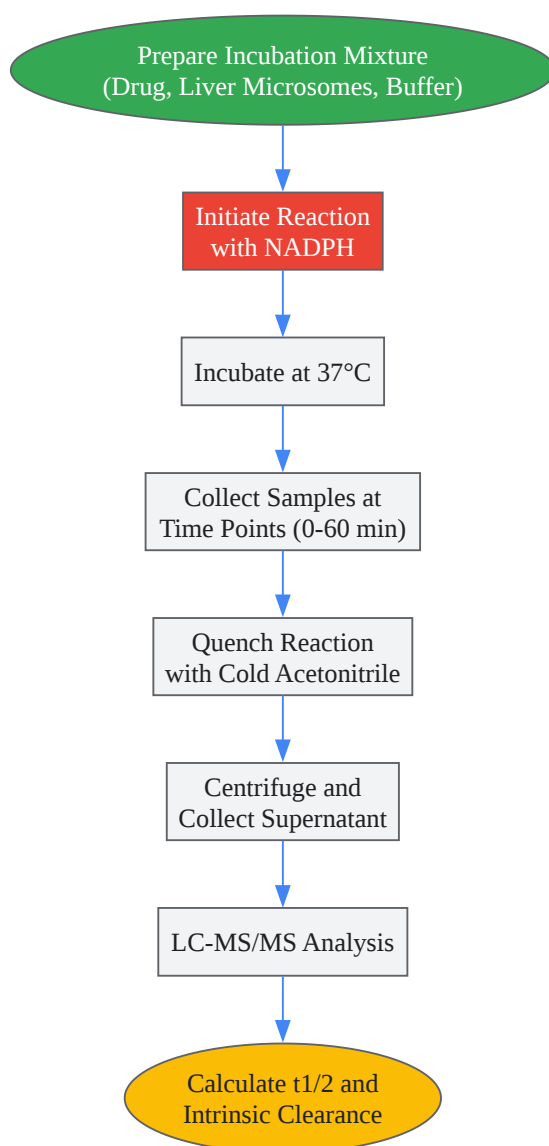 Prepare Incubation Mixture
(Drug, Liver Microsomes, Buffer)
Initiate Reaction
with NADPH
Incubate at 37°C
Collect Samples at
Time Points (0-60 min)
Quench Reaction
with Cold Acetonitrile
Centrifuge and
Collect Supernatant
LC-MS/MS Analysis
Calculate t1/2 and
Intrinsic Clearance